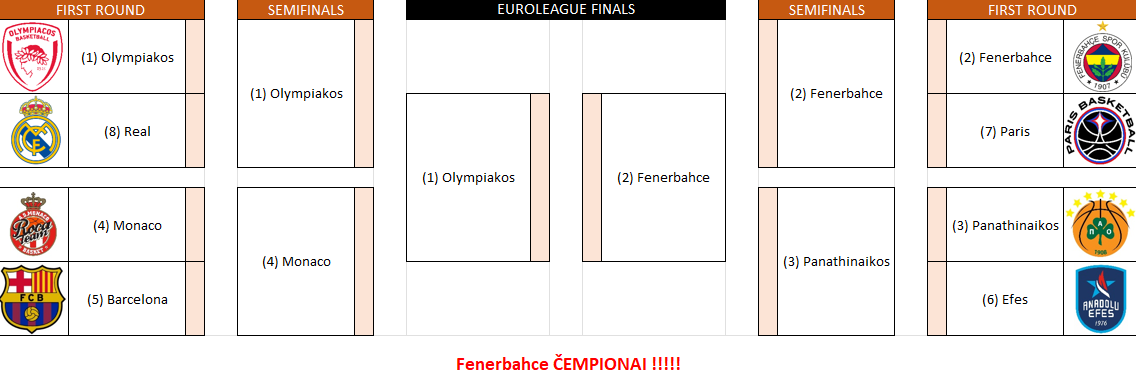 FIRST ROUND
SEMIFINALS
EUROLEAGUE FINALS
SEMIFINALS
FIRST ROUND
OLYMPIACOS
BASKETBALL
(1) Olympiakos
(8) Real
(1) Olympiakos
(4) Monaco
(5) Barcelona
(4) Monaco
A.S. MONACO
Roca
Team
BASKET
FCB
(1) Olympiakos
(2) Fenerbahce
(2) Fenerbahce
(3) Panathinaikos
(2) Fenerbahce
(7) Paris
(3) Panathinaikos
(6) Efes
FENERBAHÇE SPOR KULÜBÜ
1907
PARIS BASKETBALL
ΠΑΟ
1908
ANADOLU
EFES
1976
Fenerbahce ČEMPIONAI !!!!!